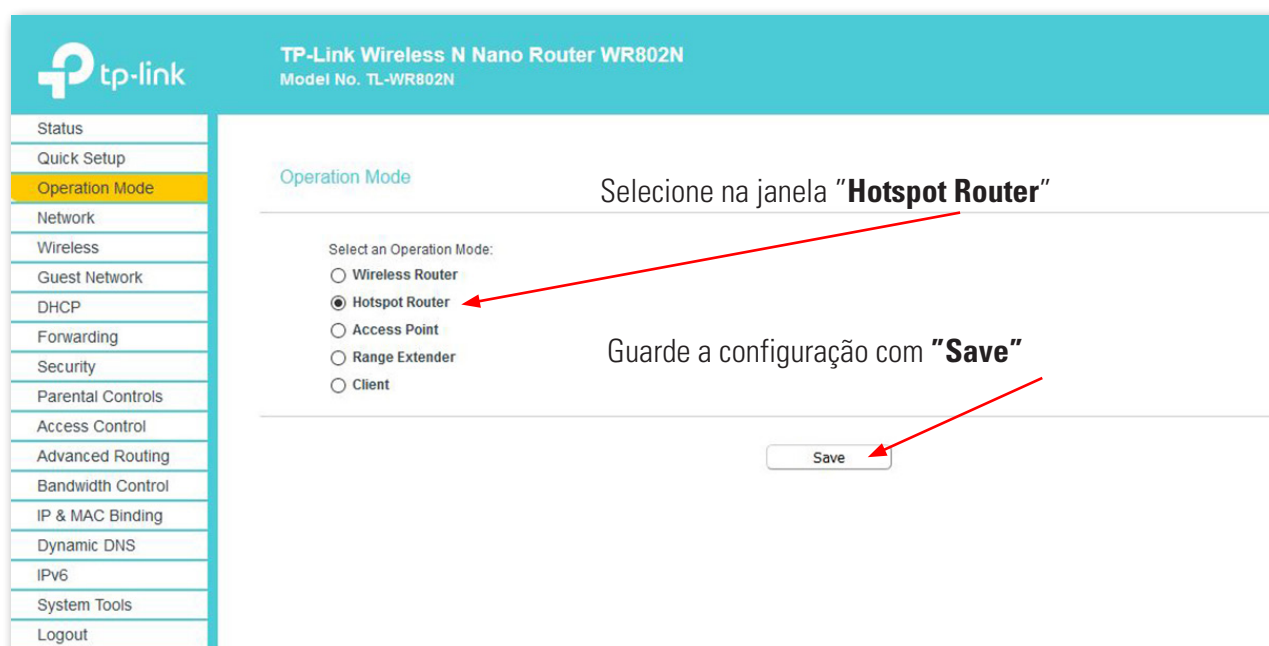 tp-link
TP-Link Wireless N Nano Router WR802N
Model No. TL-WR802N
Status
Quick Setup
Operation Mode
Network
Wireless
Guest Network
DHCP
Forwarding
Security
Parental Controls
Access Control
Advanced Routing
Bandwidth Control
IP & MAC Binding
Dynamic DNS
IPv6
System Tools
Logout
Operation Mode
Selecione na janela "Hotspot Router"
Select an Operation Mode:
Wireless Router
Hotspot Router
Access Point
Range Extender
Client
Guarde a configuração com "Save"
Save